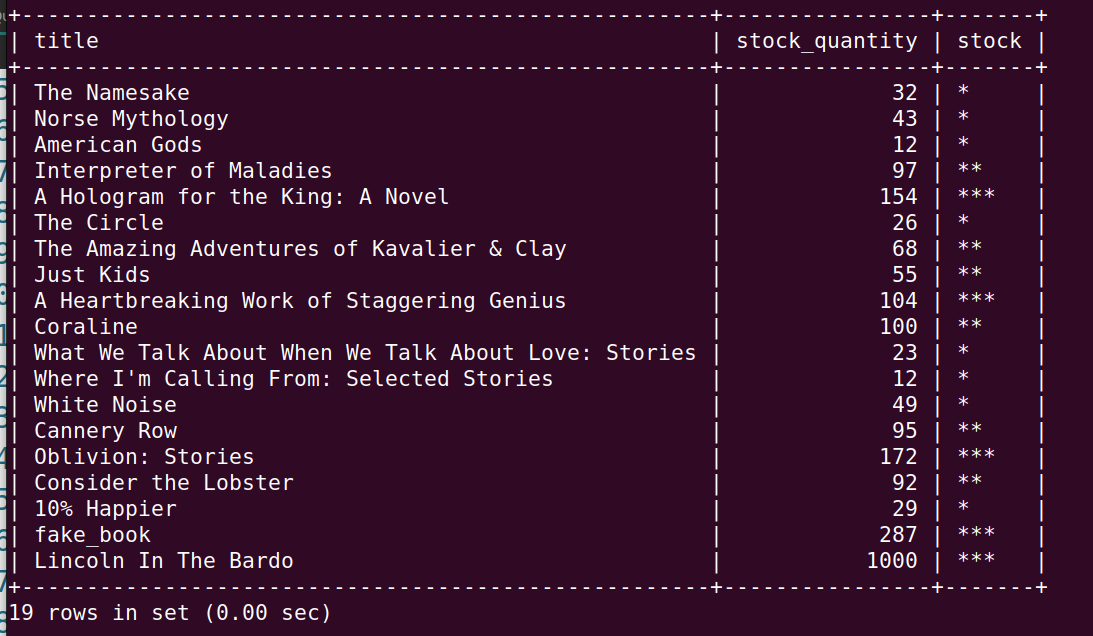 +-----------------------------------------------------+----------------+-------+
| title                                               | stock_quantity | stock |
+-----------------------------------------------------+----------------+-------+
| The Namesake                                        |             32 | *     |
| Norse Mythology                                     |             43 | *     |
| American Gods                                       |             12 | *     |
| Interpreter of Maladies                             |             97 | **    |
| A Hologram for the King: A Novel                    |            154 | ***   |
| The Circle                                          |             26 | *     |
| The Amazing Adventures of Kavalier & Clay           |             68 | **    |
| Just Kids                                           |             55 | **    |
| A Heartbreaking Work of Staggering Genius           |            104 | ***   |
| Coraline                                            |            100 | **    |
| What We Talk About When We Talk About Love: Stories |             23 | *     |
| Where I'm Calling From: Selected Stories            |             12 | *     |
| White Noise                                         |             49 | *     |
| Cannery Row                                         |             95 | **    |
| Oblivion: Stories                                   |            172 | ***   |
| Consider the Lobster                                |             92 | **    |
| 10% Happier                                         |             29 | *     |
| fake_book                                           |            287 | ***   |
| Lincoln In The Bardo                                |           1000 | ***   |
+-----------------------------------------------------+----------------+-------+
19 rows in set (0.00 sec)